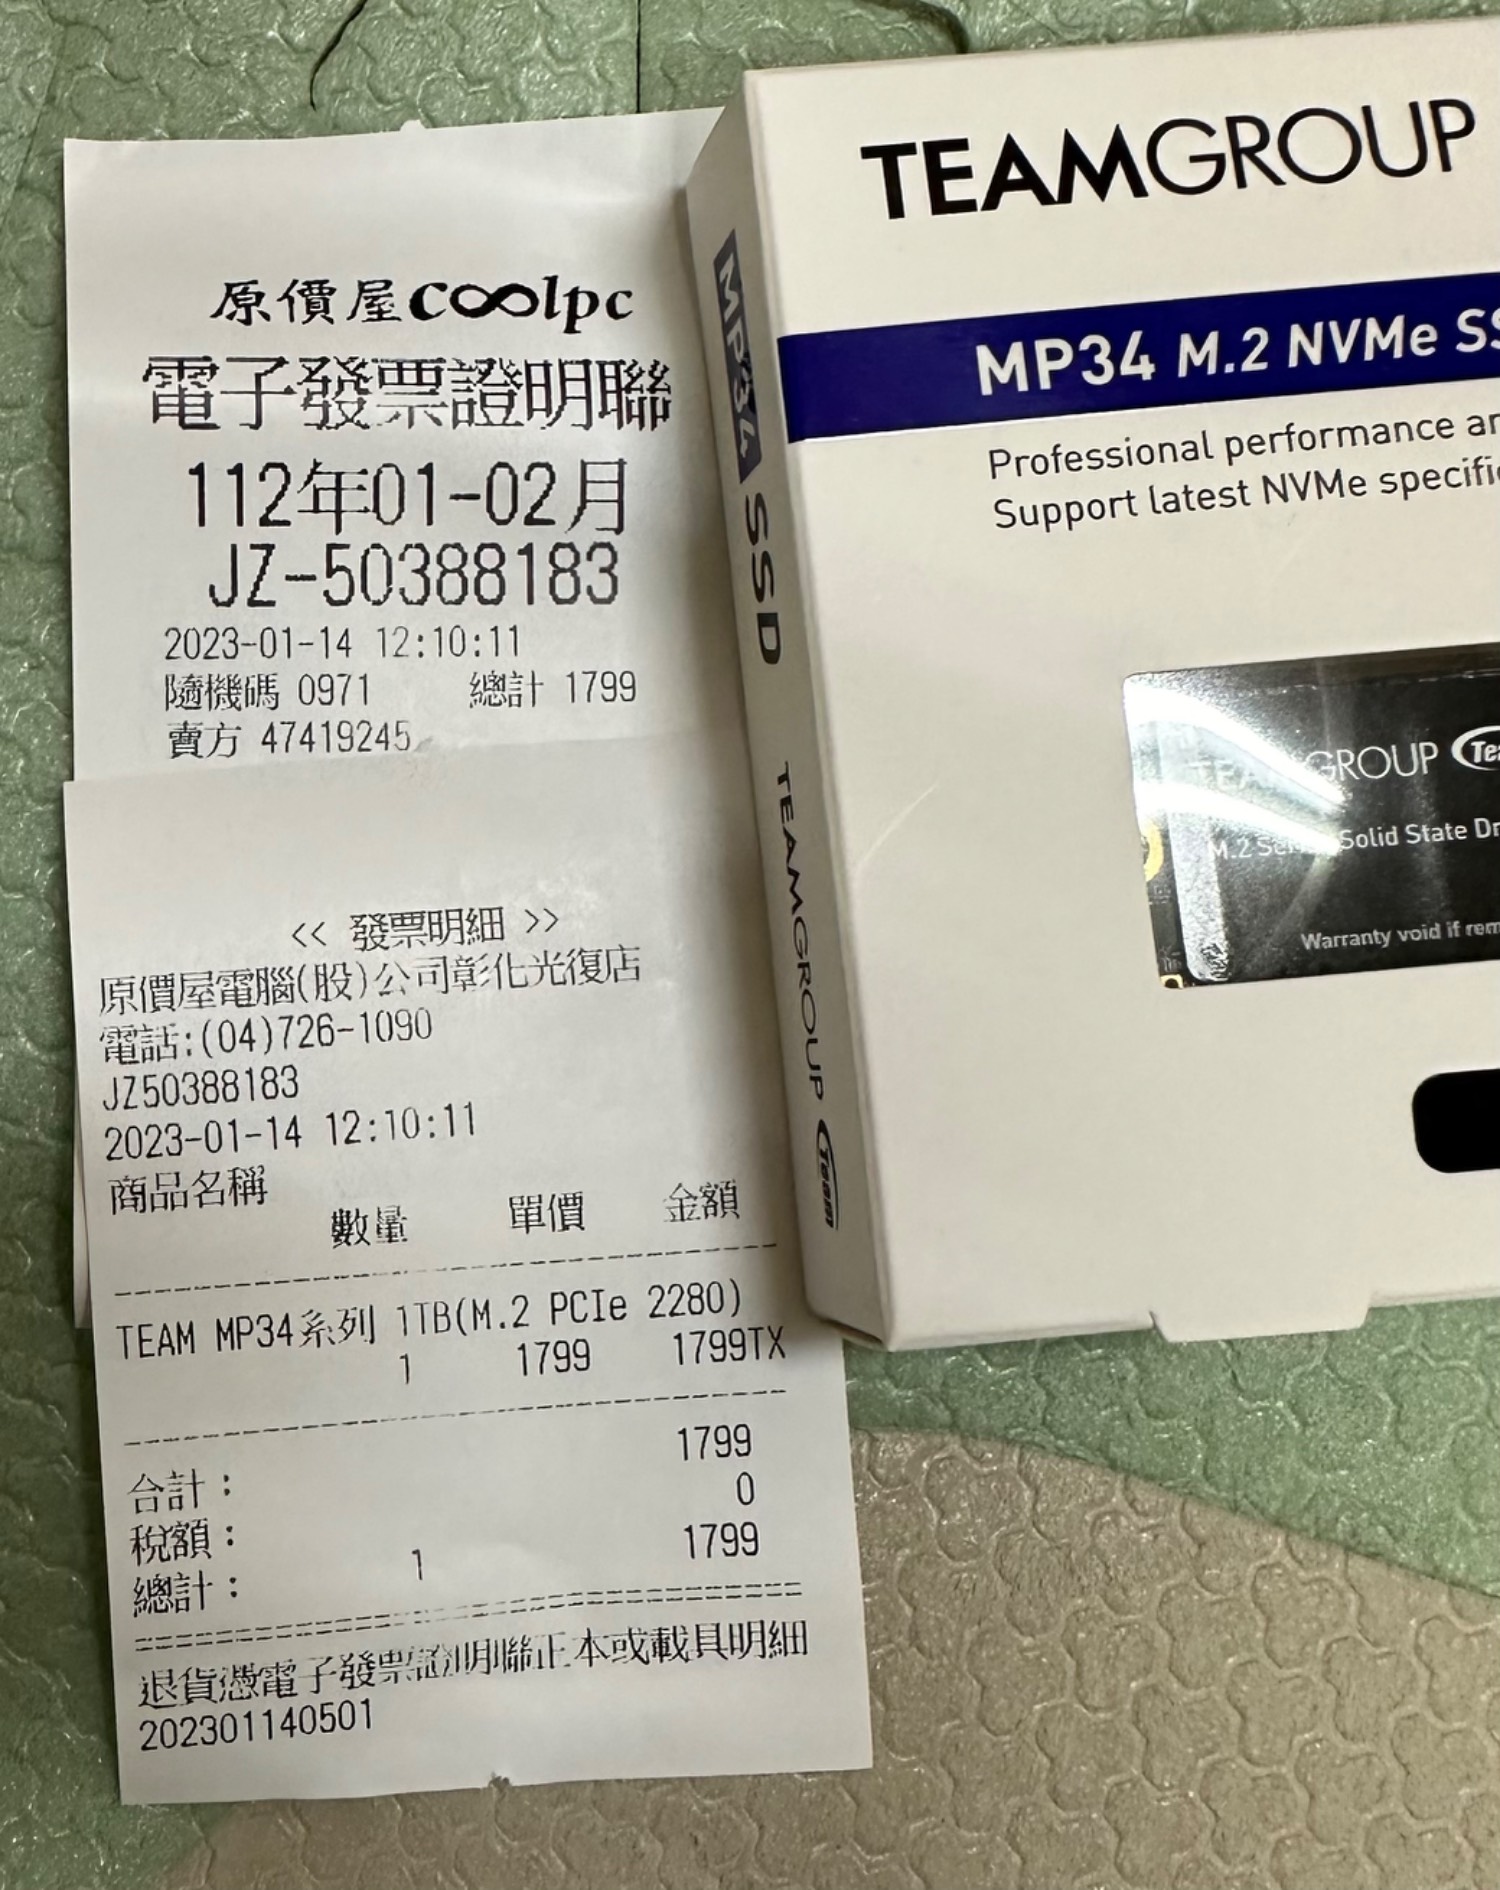 原價屋coolpc
電子發票證明聯
112年01-02月
JZ-50388183
2023-01-14 12:10:11
隨機碼 0971 總計 1799
賣方 47419245
<< 發票明細 >>
原價屋電腦(股)公司彰化光復店
電話:(04)726-1090
JZ50388183
2023-01-14 12:10:11
商品名稱
數量 單價 金額
TEAM MP34系列 1TB(M.2 PCIe 2280)
1 1799 1799TX
1799
合計： 0
稅額： 1799
總計： 1
退貨憑電子發票證明聯正本或載具明細
202301140501
MP34 SSD TEAMGROUP Team
TEAMGROUP
MP34 M.2 NVMe
Professional performance
Support latest NVMe
TEAMGROUP
M.2 Solid State
Warranty void if